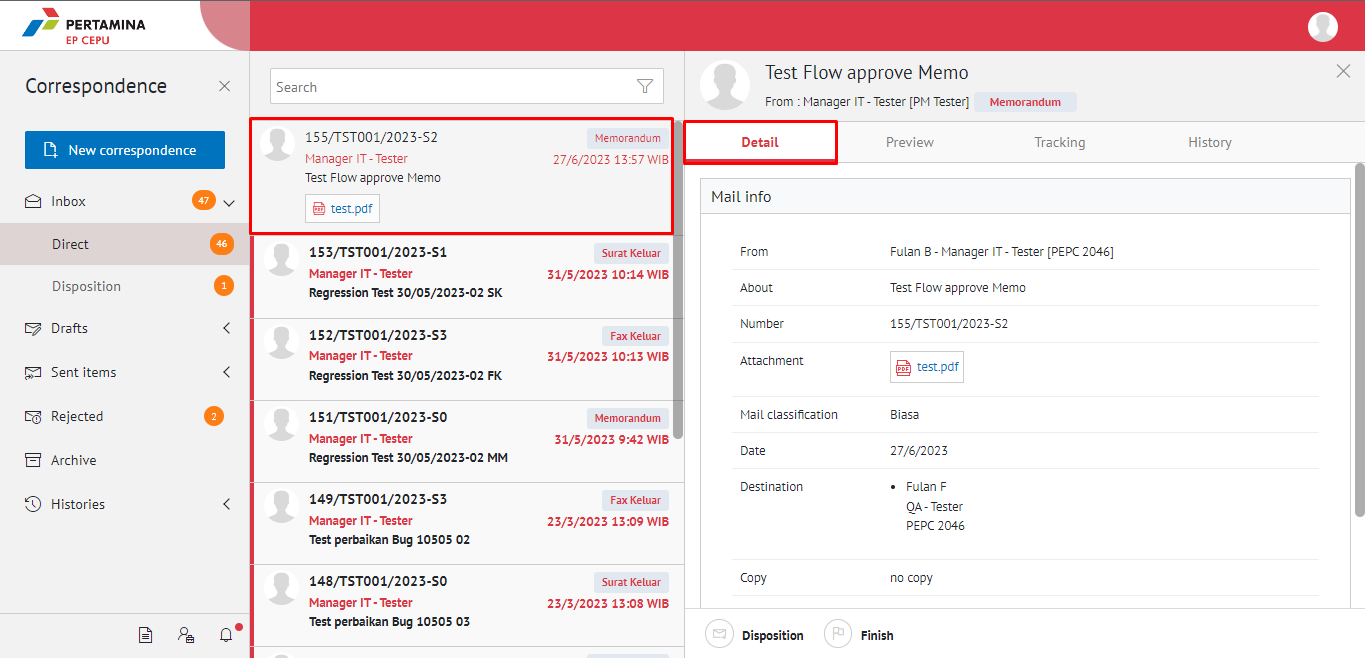 PERTAMINA
EP CEPU
Correspondence
New correspondence
Inbox 47
Direct 46
Disposition 1
Drafts
Sent items
Rejected 2
Archive
Histories
Search
155/TST001/2023-S2 Memorandum
Manager IT - Tester 27/6/2023 13:57 WIB
Test Flow approve Memo
PDF test.pdf
153/TST001/2023-S1 Surat Keluar
Manager IT - Tester 31/5/2023 10:14 WIB
Regression Test 30/05/2023-02 SK
152/TST001/2023-S3 Fax Keluar
Manager IT - Tester 31/5/2023 10:13 WIB
Regression Test 30/05/2023-02 FK
151/TST001/2023-S0 Memorandum
Manager IT - Tester 31/5/2023 9:42 WIB
Regression Test 30/05/2023-02 MM
149/TST001/2023-S3 Fax Keluar
Manager IT - Tester 23/3/2023 13:09 WIB
Test perbaikan Bug 10505 02
148/TST001/2023-S0 Surat Keluar
Manager IT - Tester 23/3/2023 13:08 WIB
Test perbaikan Bug 10505 03
Test Flow approve Memo
From : Manager IT - Tester [PM Tester] Memorandum
Detail Preview Tracking History
Mail info
From Fulan B - Manager IT - Tester [PEPC 2046]
About Test Flow approve Memo
Number 155/TST001/2023-S2
Attachment PDF test.pdf
Mail classification Biasa
Date 27/6/2023
Destination • Fulan F
QA - Tester
PEPC 2046
Copy no copy
Disposition Finish